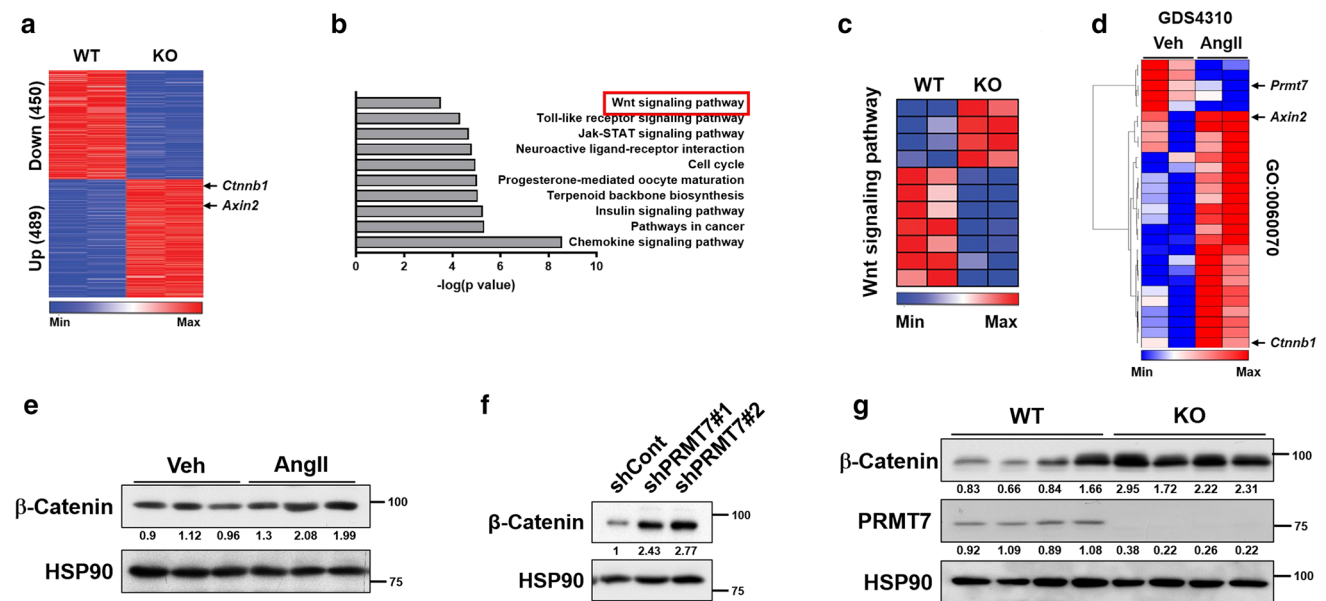 a
WT KO
Down (450)
Up (489)
Ctnnb1
Axin2
Min Max
b
Wnt signaling pathway
Toll-like receptor signaling pathway
Jak-STAT signaling pathway
Neuroactive ligand-receptor interaction
Cell cycle
Progesterone-mediated oocyte maturation
Terpenoid backbone biosynthesis
Insulin signaling pathway
Pathways in cancer
Chemokine signaling pathway
0 2 4 6 8 10
-log(p value)
c
WT KO
Wnt signaling pathway
Min Max
d
GDS4310
Veh AngII
Prmt7
Axin2
GO:0060070
Ctnnb1
Min Max
e
Veh AngII
β-Catenin
100
0.9 1.12 0.96 1.3 2.08 1.99
HSP90
75
f
shCont
shPRMT7#1
shPRMT7#2
β-Catenin
100
1 2.43 2.77
HSP90
75
g
WT KO
β-Catenin
100
0.83 0.66 0.84 1.66 2.95 1.72 2.22 2.31
PRMT7
75
0.92 1.09 0.89 1.08 0.38 0.22 0.26 0.22
HSP90
100